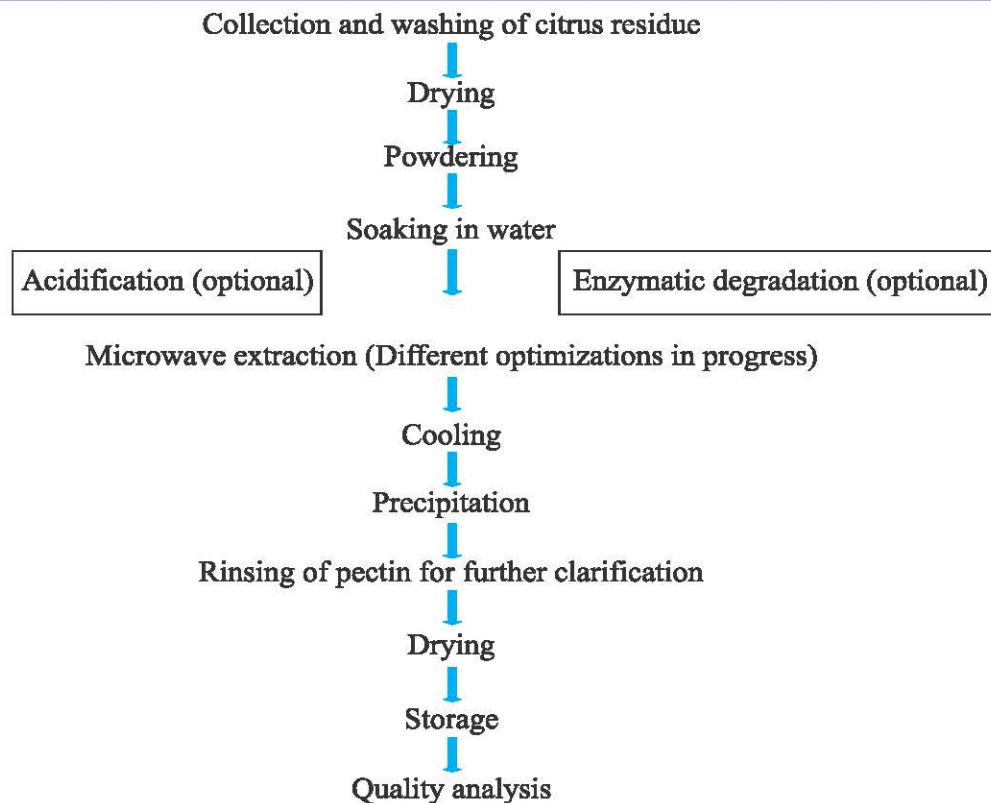 Collection and washing of citrus residue
Drying
Powdering
Soaking in water
Acidification (optional)
Enzymatic degradation (optional)
Microwave extraction (Different optimizations in progress)
Cooling
Precipitation
Rinsing of pectin for further clarification
Drying
Storage
Quality analysis